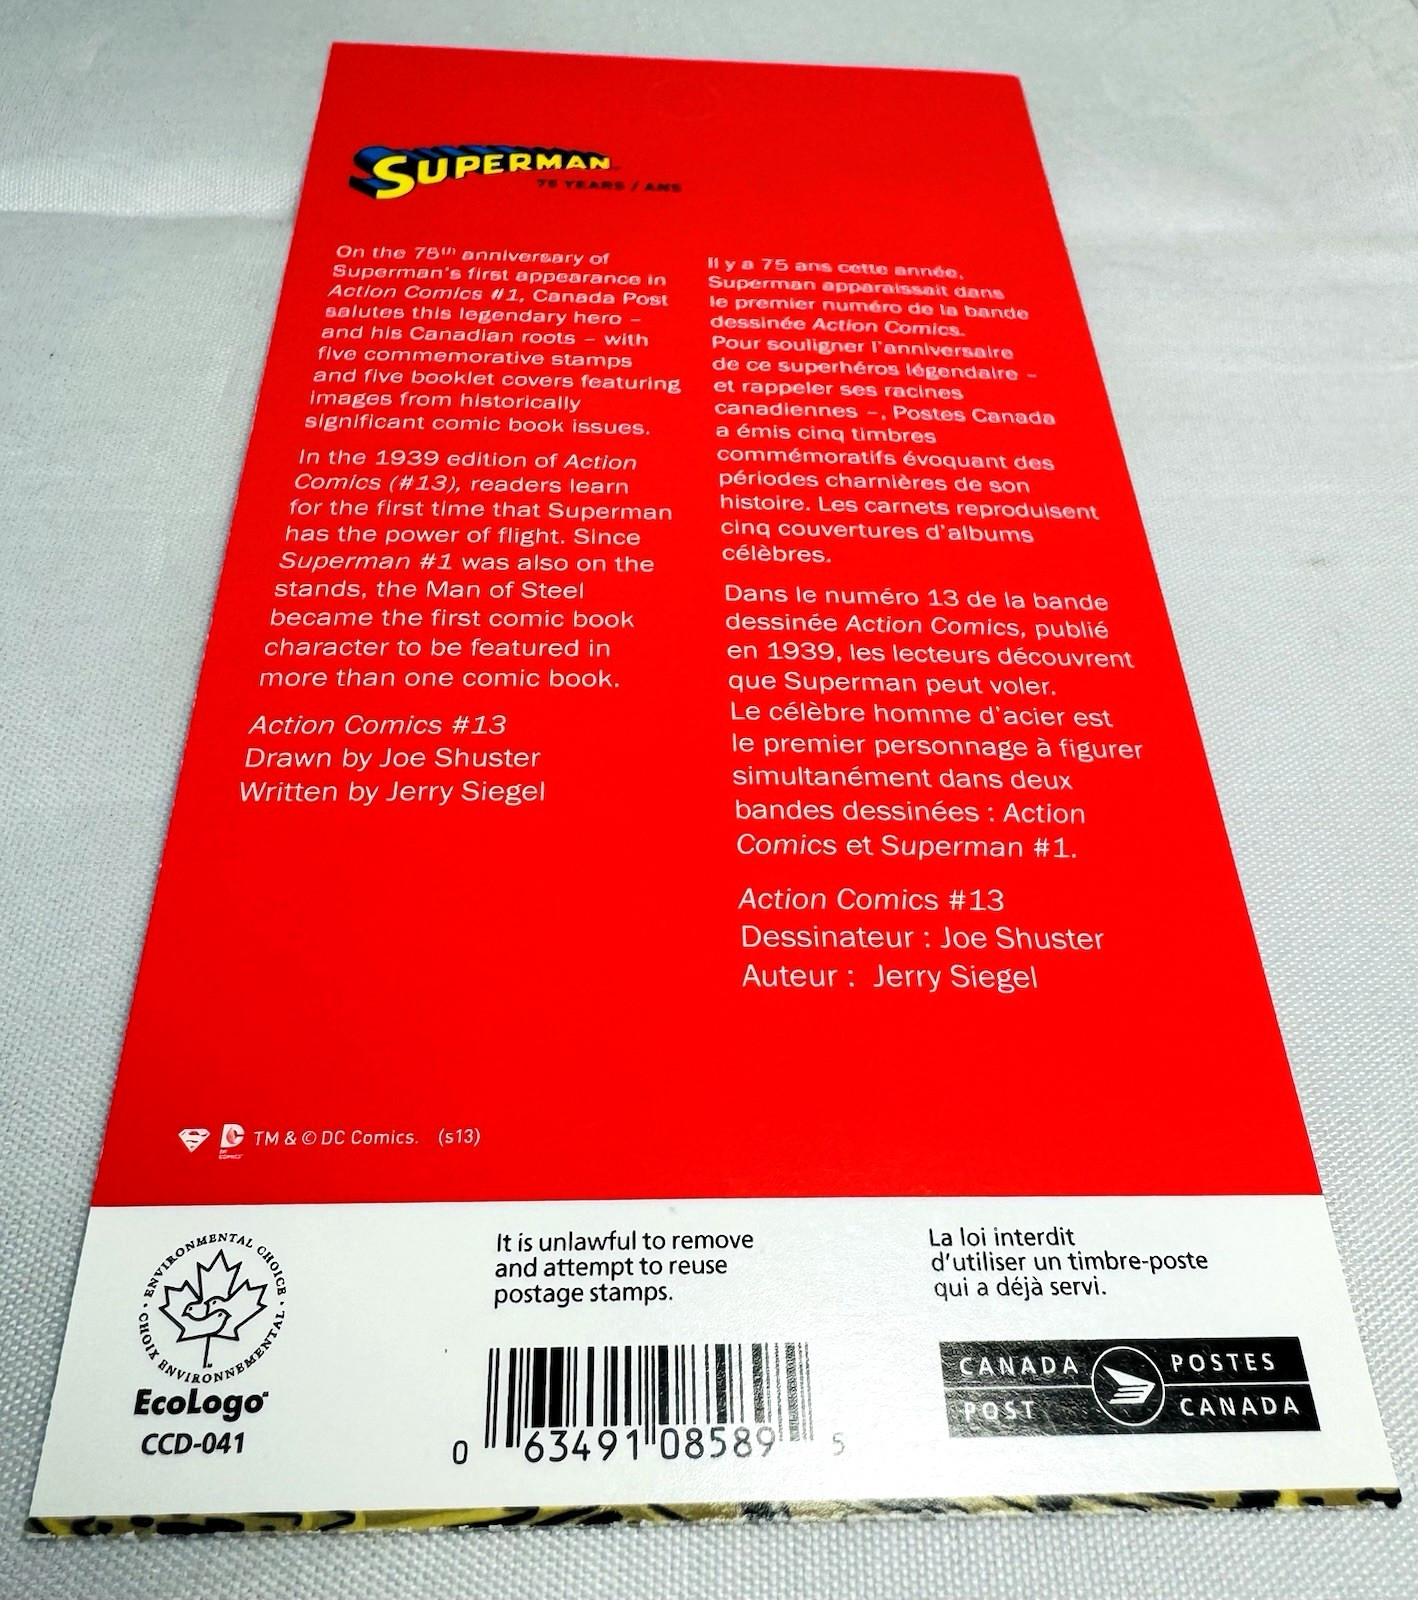 SUPERMAN™
75 YEARS / ANS
On the 75th anniversary of
Superman's first appearance in
Action Comics #1, Canada Post
salutes this legendary hero –
and his Canadian roots – with
five commemorative stamps
and five booklet covers featuring
images from historically
significant comic book issues.
In the 1939 edition of Action
Comics (#13), readers learn
for the first time that Superman
has the power of flight. Since
Superman #1 was also on the
stands, the Man of Steel
became the first comic book
character to be featured in
more than one comic book.
Action Comics #13
Drawn by Joe Shuster
Written by Jerry Siegel
Il y a 75 ans cette année,
Superman apparaissait dans
le premier numéro de la bande
dessinée Action Comics.
Pour souligner l'anniversaire
de ce superhéros légendaire –
et rappeler ses racines
canadiennes –, Postes Canada
a émis cinq timbres
commémoratifs évoquant des
périodes charnières de son
histoire. Les carnets reproduisent
cinq couvertures d'albums
célèbres.
Dans le numéro 13 de la bande
dessinée Action Comics, publié
en 1939, les lecteurs découvrent
que Superman peut voler.
Le célèbre homme d'acier est
le premier personnage à figurer
simultanément dans deux
bandes dessinées : Action
Comics et Superman #1.
Action Comics #13
Dessinateur : Joe Shuster
Auteur : Jerry Siegel
S D DC COMICS TM & © DC Comics. (s13)
ENVIRONMENTAL CHOICE · CHOIX ENVIRONNEMENTAL ·
EcoLogo™
CCD-041
It is unlawful to remove
and attempt to reuse
postage stamps.
0 63491 08589 5
La loi interdit
d'utiliser un timbre-poste
qui a déjà servi.
CANADA POSTES
POST CANADA